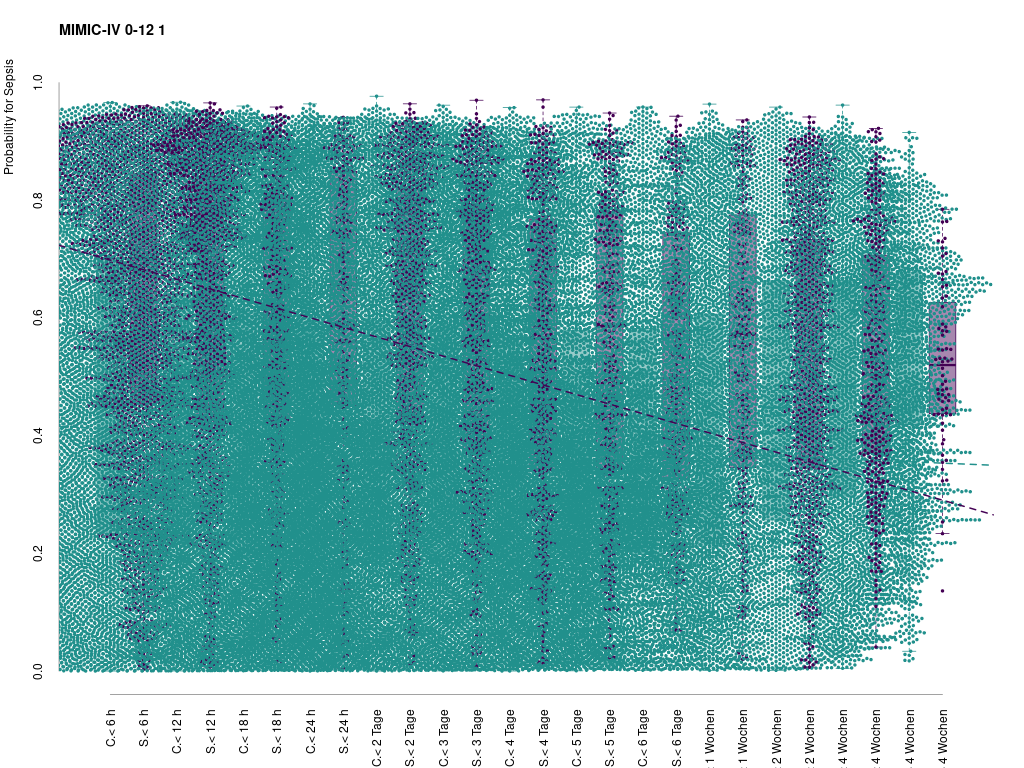 MIMIC-IV 0-12 1
Probability for Sepsis
1.0
0.8
0.6
0.4
0.2
0.0
C.< 6 h
S.< 6 h
C.< 12 h
S.< 12 h
C.< 18 h
S.< 18 h
C.< 24 h
S.< 24 h
C.< 2 Tage
S.< 2 Tage
C.< 3 Tage
S.< 3 Tage
C.< 4 Tage
S.< 4 Tage
C.< 5 Tage
S.< 5 Tage
C.< 6 Tage
S.< 6 Tage
1 Wochen
1 Wochen
2 Wochen
2 Wochen
4 Wochen
4 Wochen
4 Wochen
4 Wochen